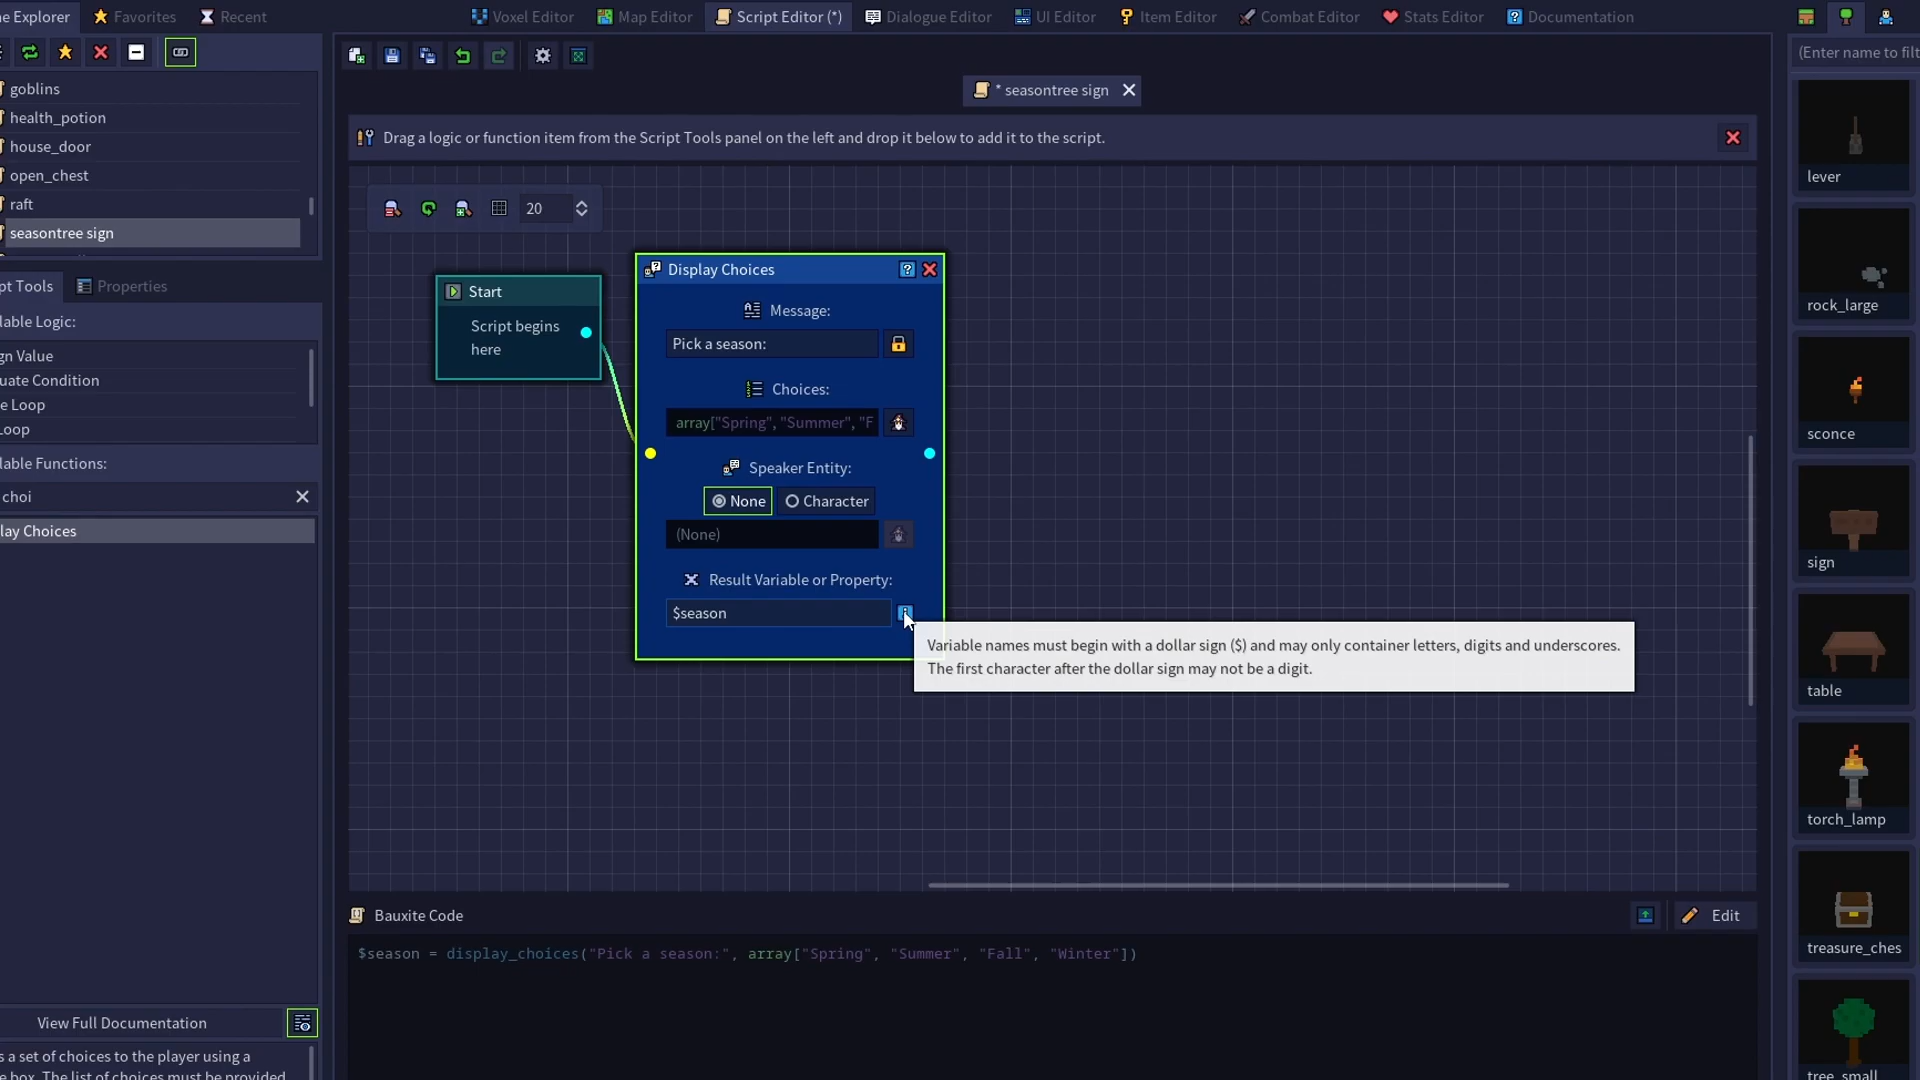 e Explorer
Favorites
Recent
Voxel Editor
Map Editor
Script Editor (*)
Dialogue Editor
UI Editor
Item Editor
Combat Editor
Stats Editor
Documentation
goblins
health_potion
house_door
open_chest
raft
seasontree sign
pt Tools
Properties
lable Logic:
gn Value
uate Condition
e Loop
Loop
lable Functions:
choi
lay Choices
View Full Documentation
s a set of choices to the player using a
e box. The list of choices must be provided
* seasontree sign
Drag a logic or function item from the Script Tools panel on the left and drop it below to add it to the script.
20
Start
Script begins
here
Display Choices
Message:
Pick a season:
Choices:
array["Spring", "Summer", "F
Speaker Entity:
None
Character
(None)
Result Variable or Property:
$season
Variable names must begin with a dollar sign ($) and may only container letters, digits and underscores.
The first character after the dollar sign may not be a digit.
Bauxite Code
Edit
$season = display_choices("Pick a season:", array["Spring", "Summer", "Fall", "Winter"])
(Enter name to filt
lever
rock_large
sconce
sign
table
torch_lamp
treasure_ches
tree_small